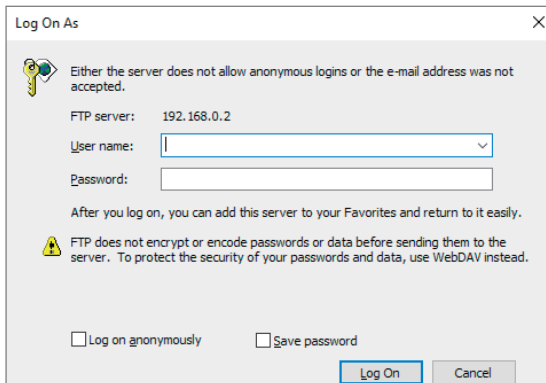 Log On As
Either the server does not allow anonymous logins or the e-mail address was not
accepted.
FTP server: 192.168.0.2
User name:
Password:
After you log on, you can add this server to your Favorites and return to it easily.
FTP does not encrypt or encode passwords or data before sending them to the
server. To protect the security of your passwords and data, use WebDAV instead.
Log on anonymously Save password
Log On Cancel